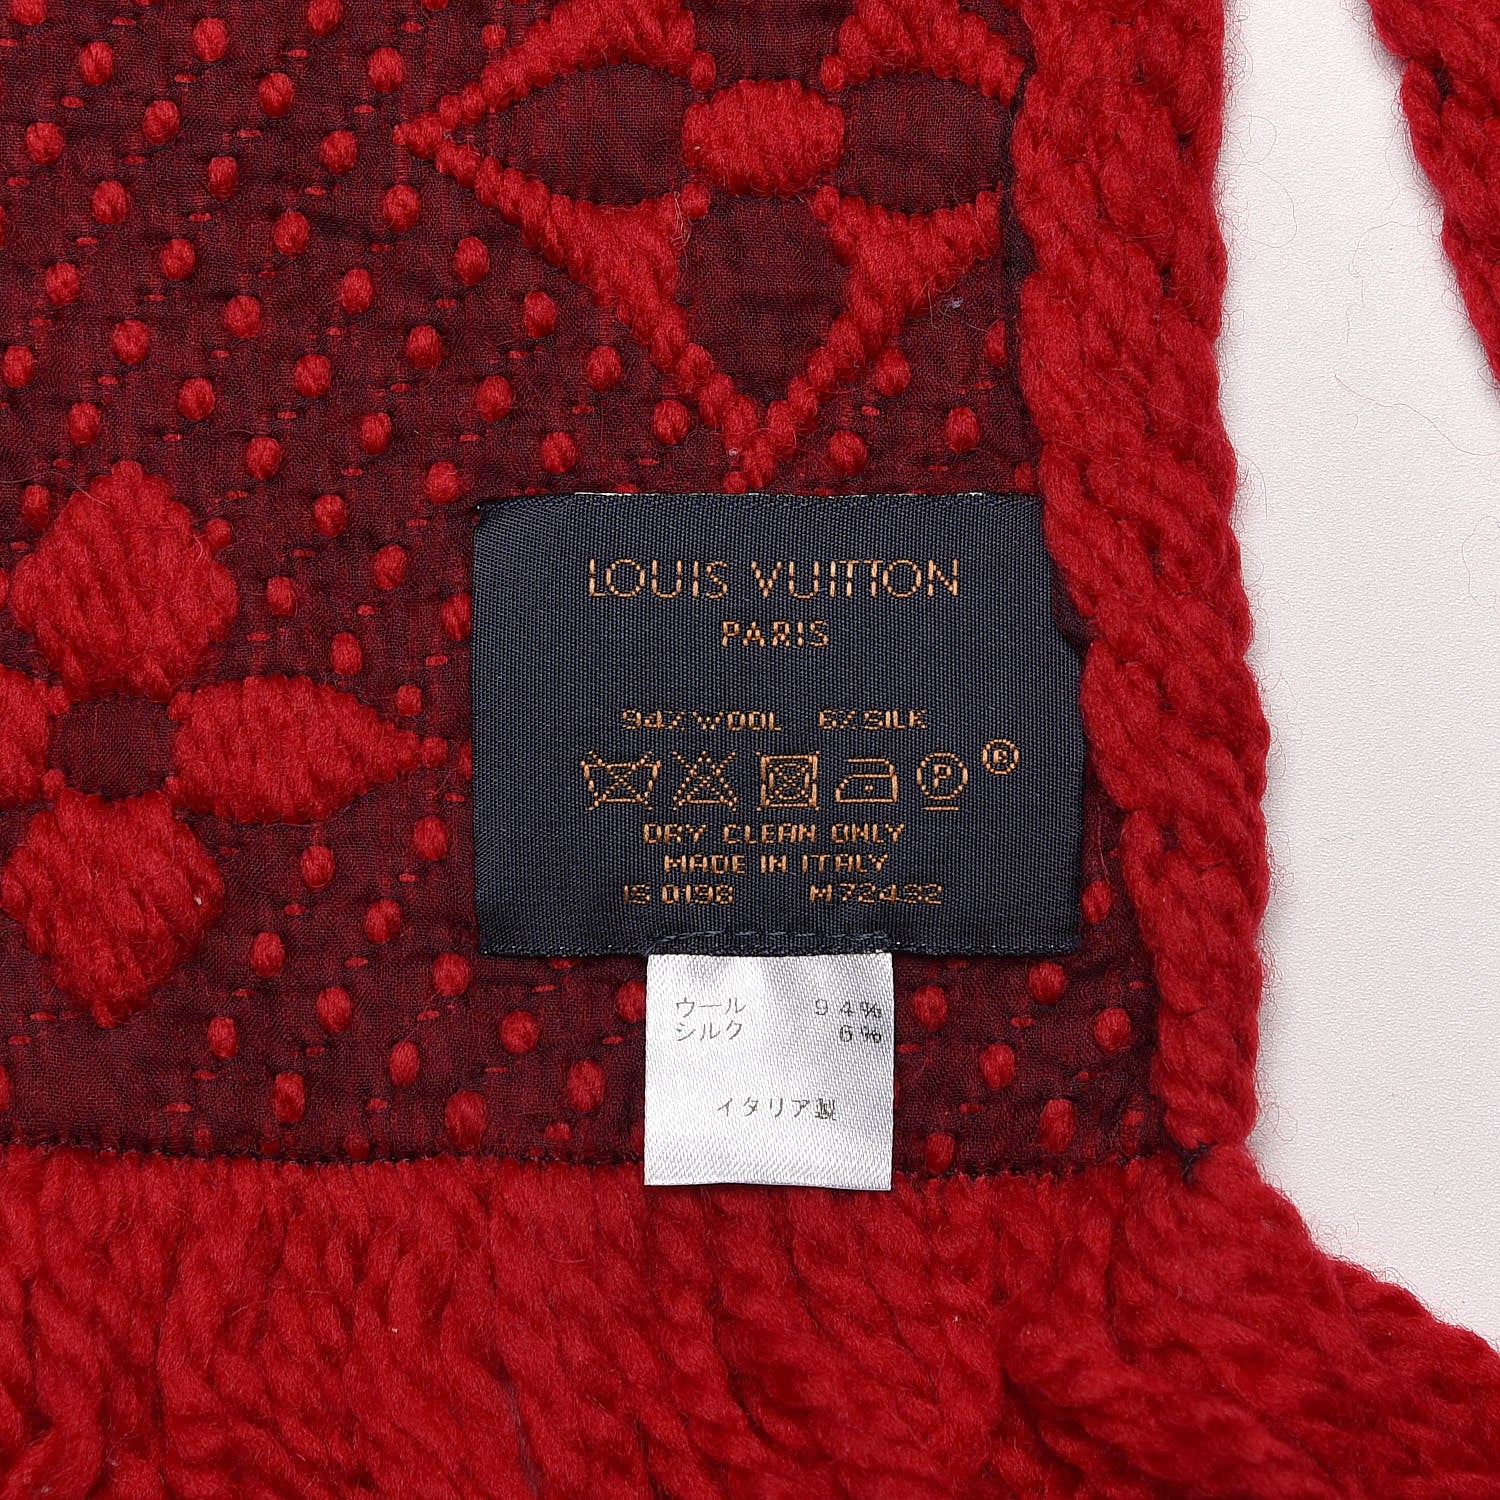 LOUIS VUITTON
PARIS
94% WOOL 6% SILK
P ®
DRY CLEAN ONLY
MADE IN ITALY
IS 0198 M72432
ウール 94%
シルク 6%
イタリア製